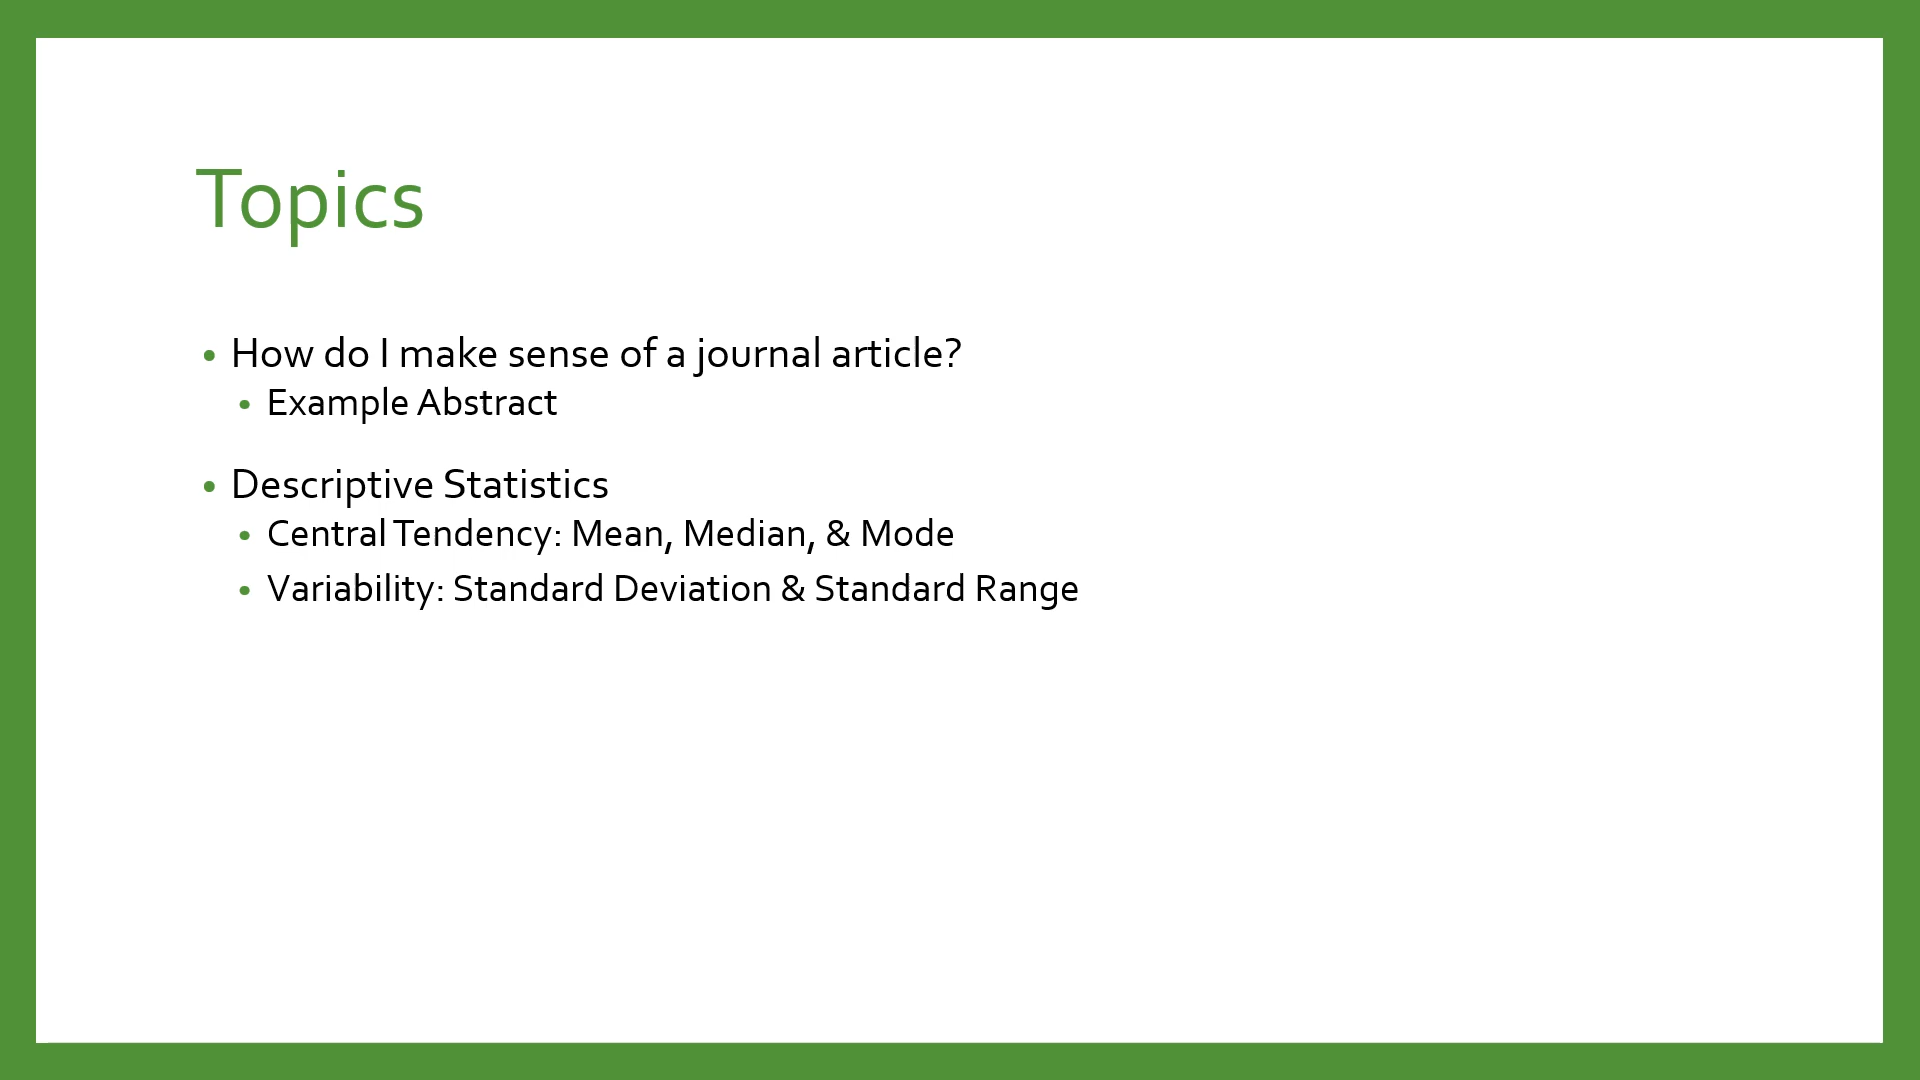 Topics
• How do I make sense of a journal article?
• Example Abstract
• Descriptive Statistics
• Central Tendency: Mean, Median, & Mode
• Variability: Standard Deviation & Standard Range